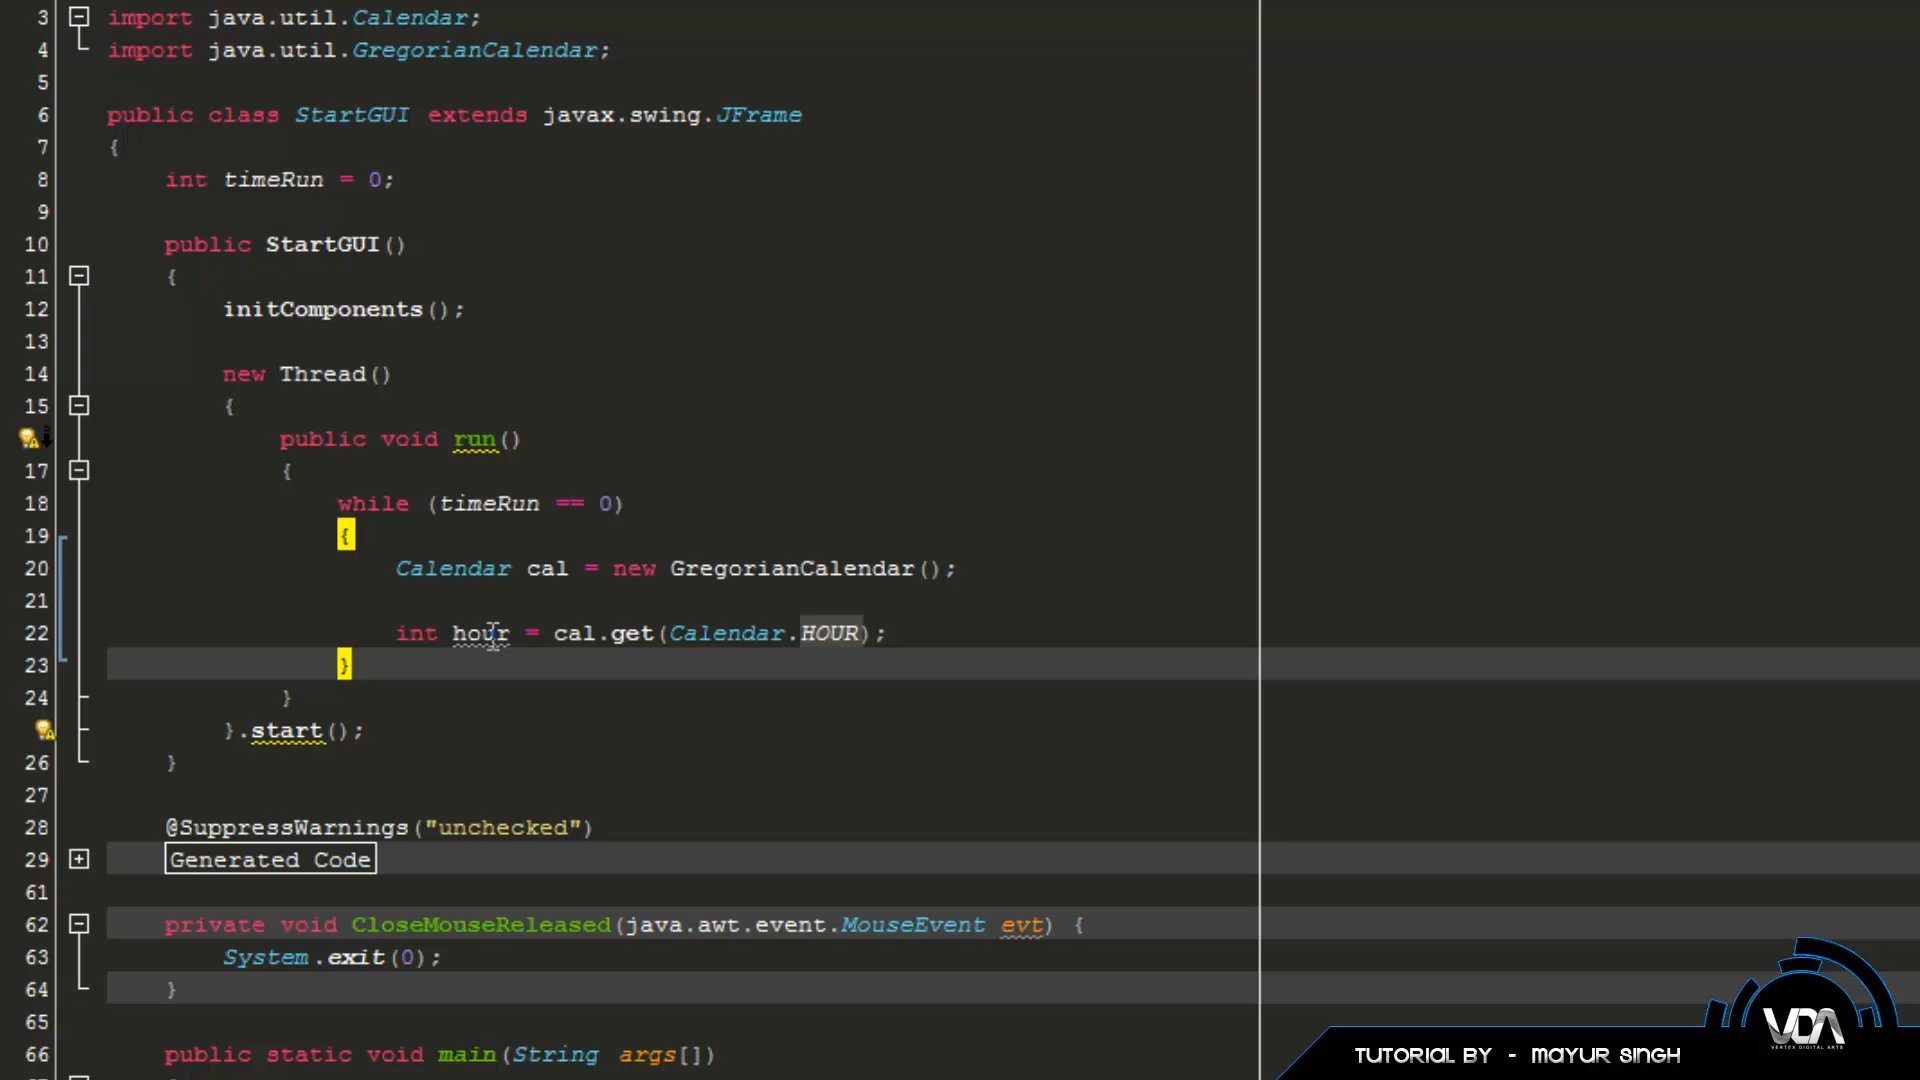 3 import java.util.Calendar;
4 import java.util.GregorianCalendar;
5
6 public class StartGUI extends javax.swing.JFrame
7 {
8 int timeRun = 0;
9
10 public StartGUI()
11 {
12 initComponents();
13
14 new Thread()
15 {
public void run()
17 {
18 while (timeRun == 0)
19 {
20 Calendar cal = new GregorianCalendar();
21
22 int hour = cal.get(Calendar.HOUR);
23 }
24 }
}.start();
26 }
27
28 @SuppressWarnings("unchecked")
29 Generated Code
61
62 private void CloseMouseReleased(java.awt.event.MouseEvent evt) {
63 System.exit(0);
64 }
65
66 public static void main(String args[])
VDA
VERTEX DIGITAL ARTS
TUTORIAL BY - MAYUR SINGH